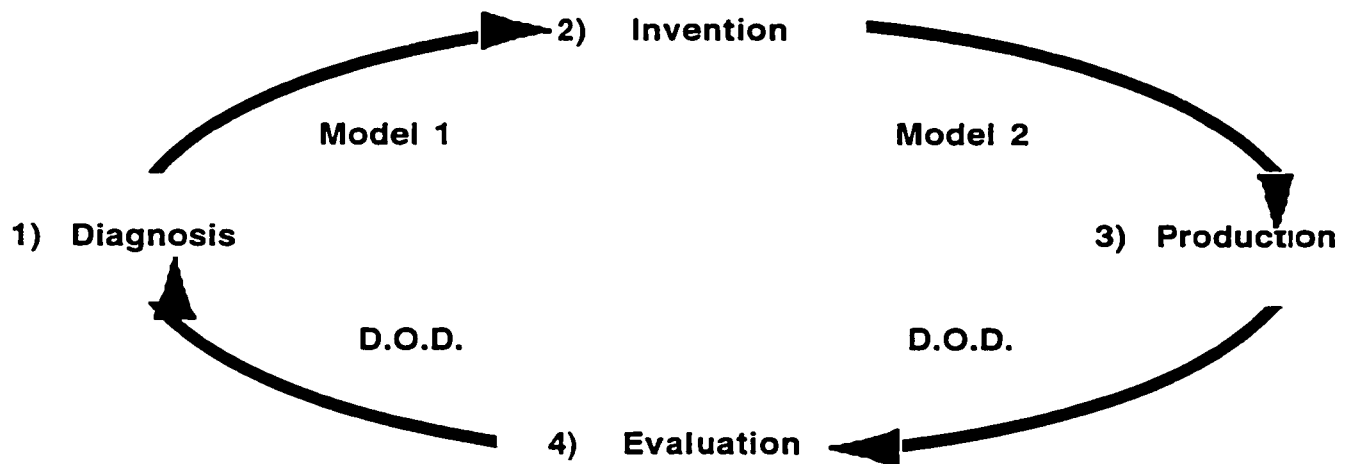 2) Invention
Model 1
Model 2
1) Diagnosis
3) Production
D.O.D.
D.O.D.
4) Evaluation